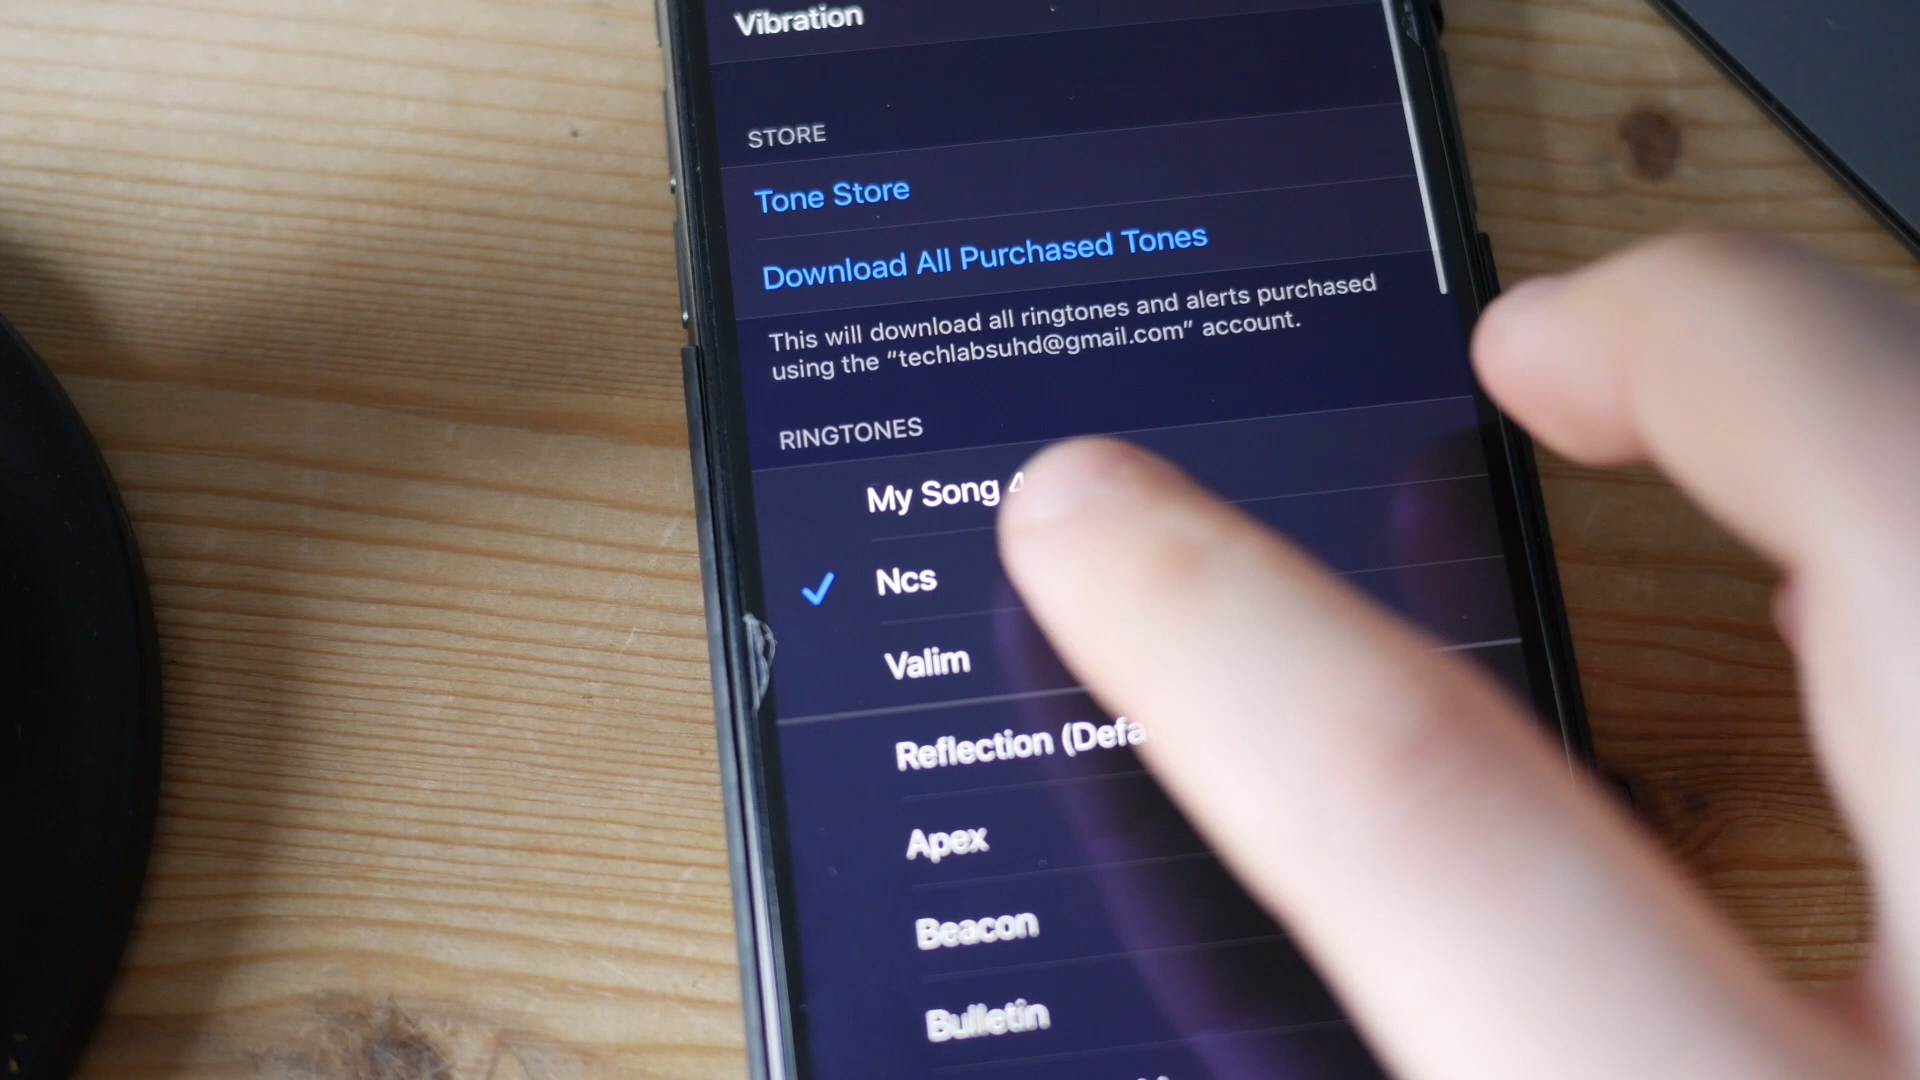 Vibration
STORE
Tone Store
Download All Purchased Tones
This will download all ringtones and alerts purchased
using the “techlabsuhd@gmail.com” account.
RINGTONES
My Song
Ncs
Valim
Reflection
Apex
Beacon
Bulletin